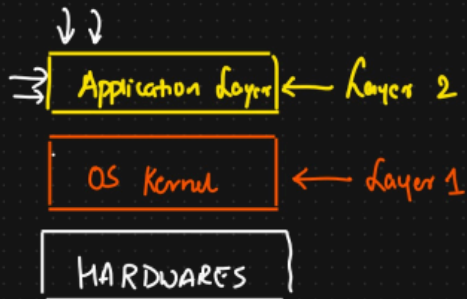 Application Layer ← Layer 2
OS Kernel ← Layer 1
HARDWARES